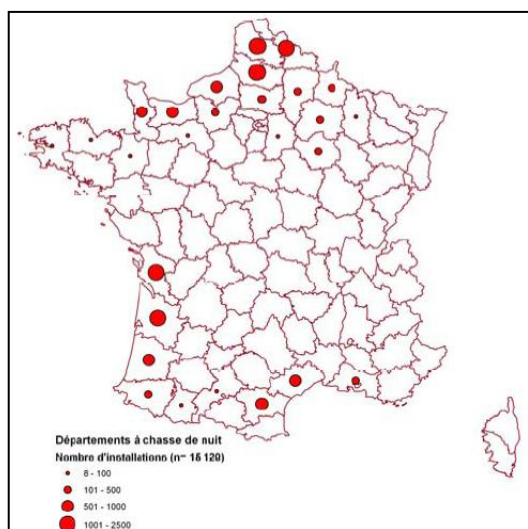 Départements à chasse de nuit
Nombre d'installations (n= 15 120)
8 - 100
101 - 500
501 - 1000
1001 - 2500